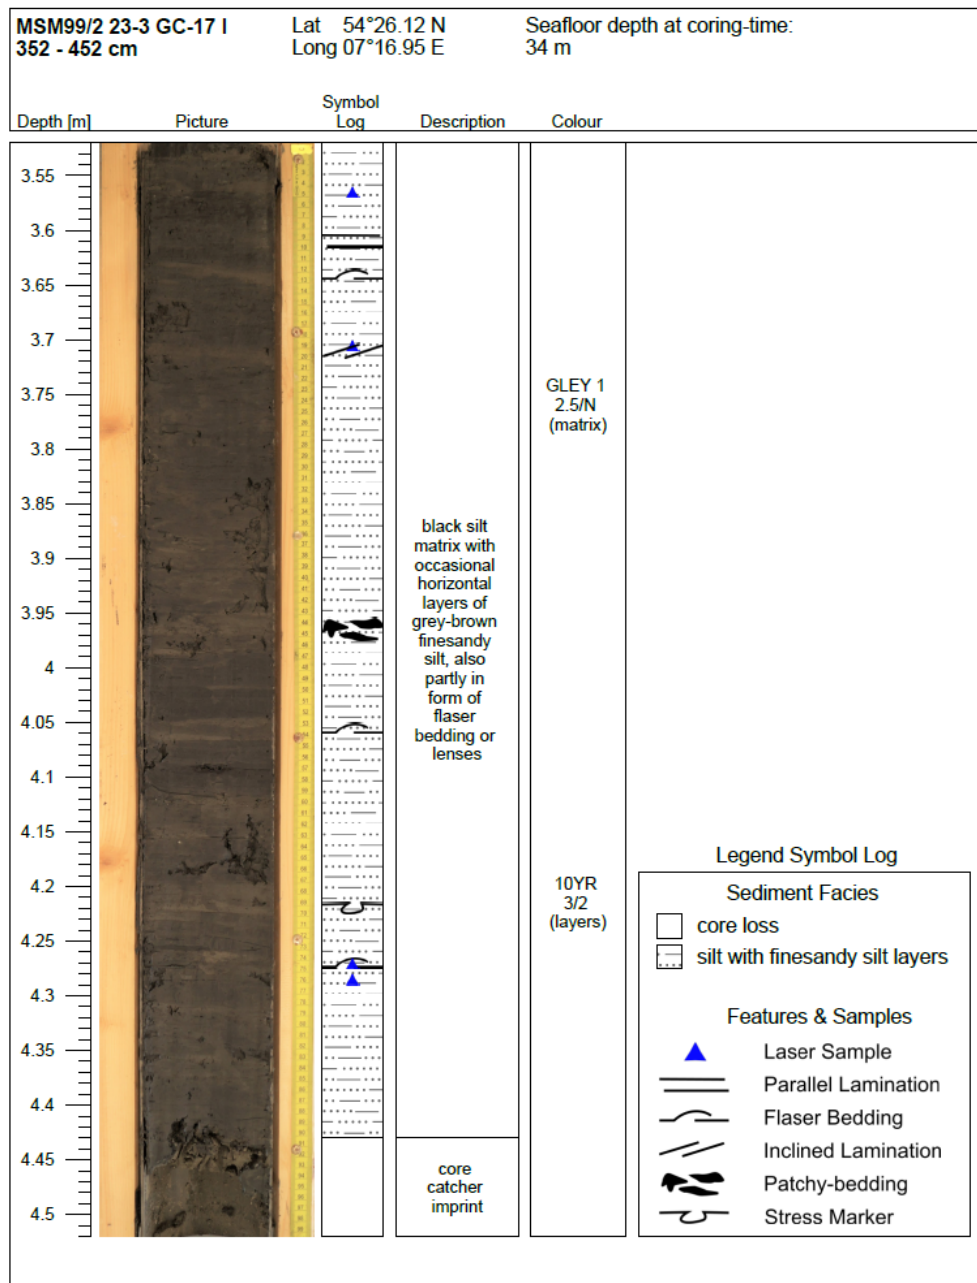 MSM99/2 23-3 GC-17 I
352 - 452 cm
Lat 54°26.12 N
Long 07°16.95 E
Seafloor depth at coring-time:
34 m
Depth [m]
Picture
Symbol
Log
Description
Colour
3.55
3.6
3.65
3.7
3.75
3.8
3.85
3.9
3.95
4
4.05
4.1
4.15
4.2
4.25
4.3
4.35
4.4
4.45
4.5
black silt
matrix with
occasional
horizontal
layers of
grey-brown
finesandy
silt, also
partly in
form of
flaser
bedding or
lenses
core
catcher
imprint
GLEY 1
2.5/N
(matrix)
10YR
3/2
(layers)
Legend Symbol Log
Sediment Facies
core loss
silt with finesandy silt layers
Features & Samples
Laser Sample
Parallel Lamination
Flaser Bedding
Inclined Lamination
Patchy-bedding
Stress Marker